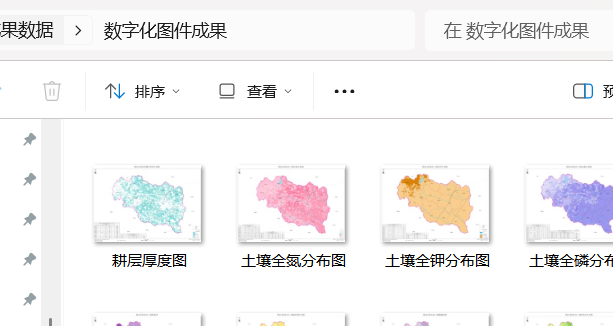 果数据 > 数字化图件成果
在 数字化图件成果
排序
查看
预
耕层厚度图
土壤全氮分布图
土壤全钾分布图
土壤全磷分布